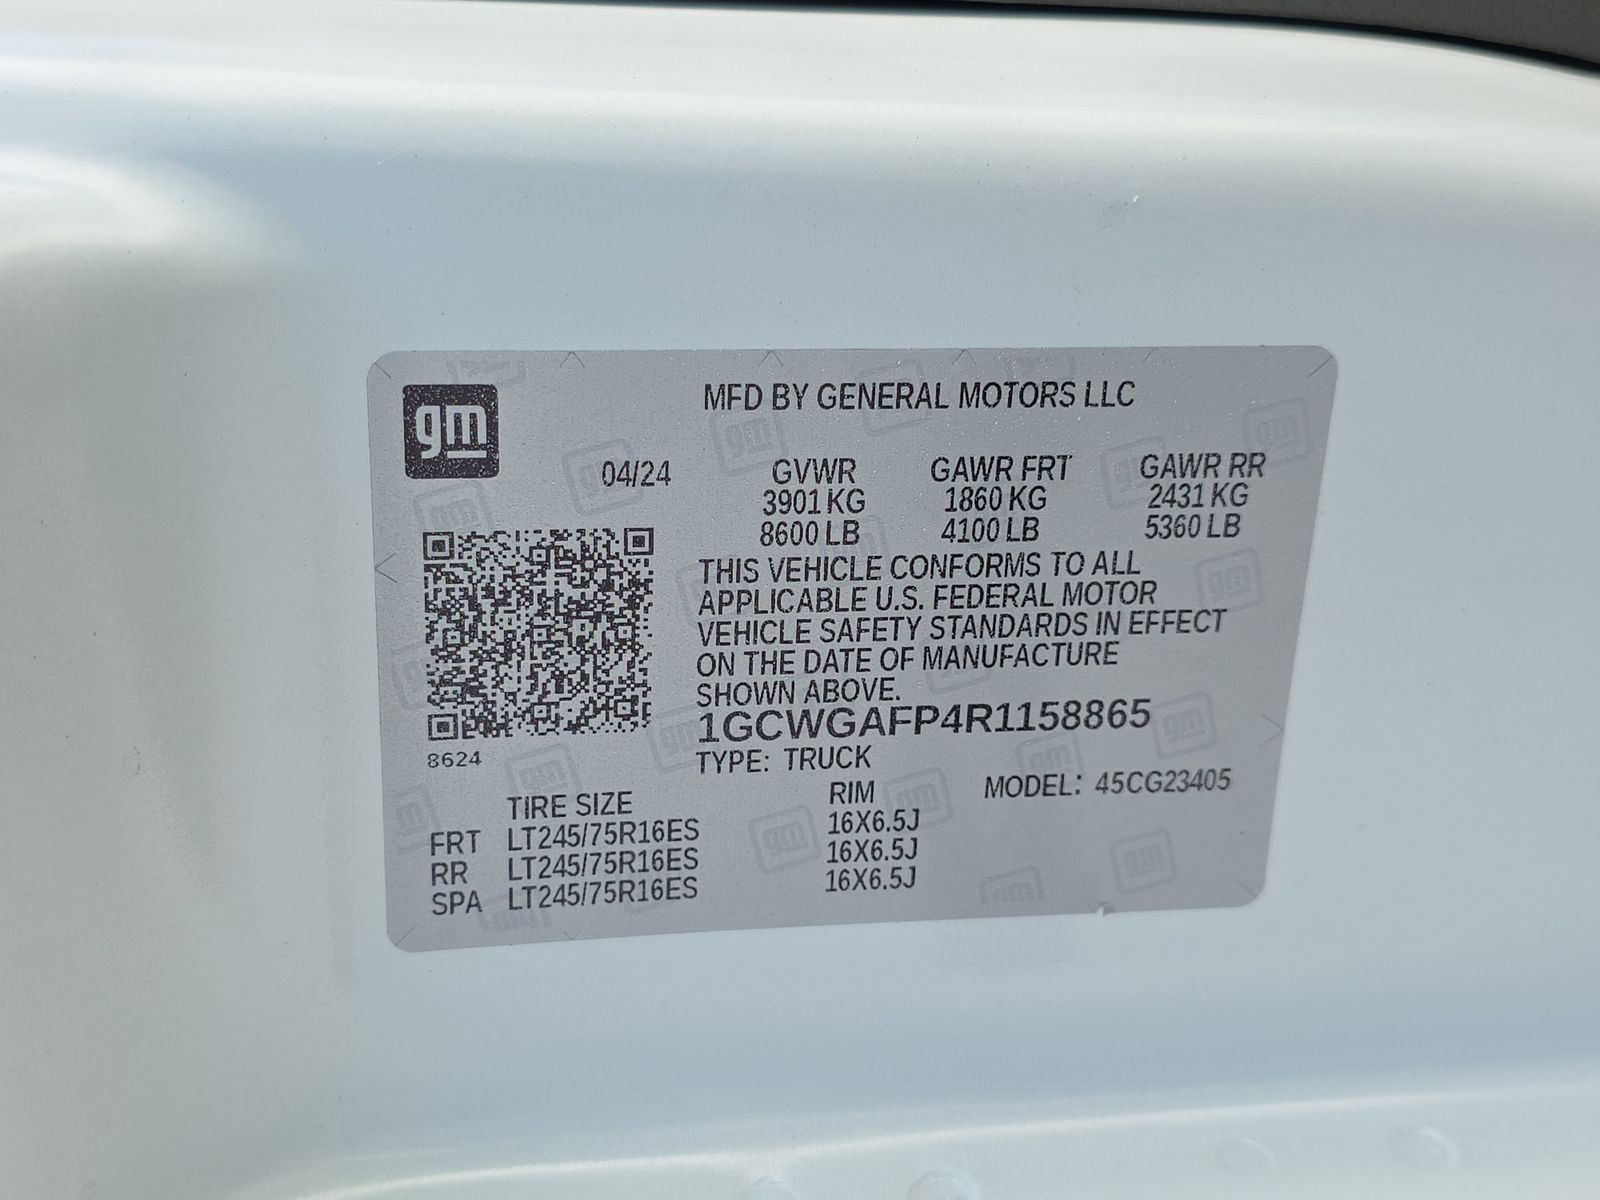 gm
MFD BY GENERAL MOTORS LLC
04/24 GVWR GAWR FRT GAWR RR
3901 KG 1860 KG 2431 KG
8600 LB 4100 LB 5360 LB
THIS VEHICLE CONFORMS TO ALL
APPLICABLE U.S. FEDERAL MOTOR
VEHICLE SAFETY STANDARDS IN EFFECT
ON THE DATE OF MANUFACTURE
SHOWN ABOVE.
1GCWGAFP4R1158865
8624
TYPE: TRUCK
TIRE SIZE RIM MODEL: 45CG23405
FRT LT245/75R16ES 16X6.5J
RR LT245/75R16ES 16X6.5J
SPA LT245/75R16ES 16X6.5J